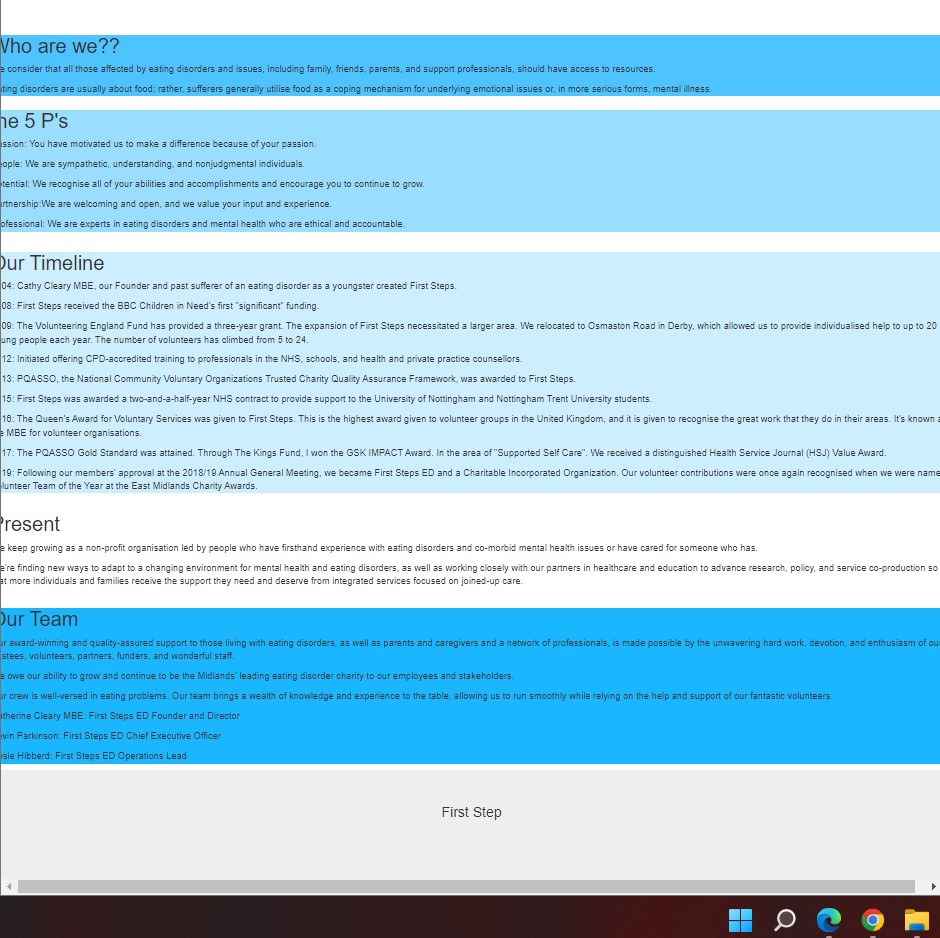 Who are we??
e consider that all those affected by eating disorders and issues, including family, friends, parents, and support professionals, should have access to resources.
ting disorders are usually about food; rather, sufferers generally utilise food as a coping mechanism for underlying emotional issues or, in more serious forms, mental illness.
he 5 P's
ssion: You have motivated us to make a difference because of your passion.
ople: We are sympathetic, understanding, and nonjudgmental individuals.
tential: We recognise all of your abilities and accomplishments and encourage you to continue to grow.
rtnership:We are welcoming and open, and we value your input and experience.
ofessional: We are experts in eating disorders and mental health who are ethical and accountable.
Our Timeline
04: Cathy Cleary MBE, our Founder and past sufferer of an eating disorder as a youngster created First Steps.
08: First Steps received the BBC Children in Need's first "significant" funding.
09: The Volunteering England Fund has provided a three-year grant. The expansion of First Steps necessitated a larger area. We relocated to Osmaston Road in Derby, which allowed us to provide individualised help to up to 20
ung people each year. The number of volunteers has climbed from 5 to 24.
12: Initiated offering CPD-accredited training to professionals in the NHS, schools, and health and private practice counsellors.
13: PQASSO, the National Community Voluntary Organizations Trusted Charity Quality Assurance Framework, was awarded to First Steps.
15: First Steps was awarded a two-and-a-half-year NHS contract to provide support to the University of Nottingham and Nottingham Trent University students.
16: The Queen's Award for Voluntary Services was given to First Steps. This is the highest award given to volunteer groups in the United Kingdom, and it is given to recognise the great work that they do in their areas. It's known a
e MBE for volunteer organisations.
17: The PQASSO Gold Standard was attained. Through The Kings Fund, I won the GSK IMPACT Award. In the area of "Supported Self Care". We received a distinguished Health Service Journal (HSJ) Value Award.
19: Following our members' approval at the 2018/19 Annual General Meeting, we became First Steps ED and a Charitable Incorporated Organization. Our volunteer contributions were once again recognised when we were name
lunteer Team of the Year at the East Midlands Charity Awards.
Present
e keep growing as a non-profit organisation led by people who have firsthand experience with eating disorders and co-morbid mental health issues or have cared for someone who has.
e're finding new ways to adapt to a changing environment for mental health and eating disorders, as well as working closely with our partners in healthcare and education to advance research, policy, and service co-production so
at more individuals and families receive the support they need and deserve from integrated services focused on joined-up care.
Our Team
ur award-winning and quality-assured support to those living with eating disorders, as well as parents and caregivers and a network of professionals, is made possible by the unwavering hard work, devotion, and enthusiasm of ou
stees, volunteers, partners, funders, and wonderful staff.
e owe our ability to grow and continue to be the Midlands' leading eating disorder charity to our employees and stakeholders.
ur crew is well-versed in eating problems. Our team brings a wealth of knowledge and experience to the table, allowing us to run smoothly while relying on the help and support of our fantastic volunteers.
therine Cleary MBE: First Steps ED Founder and Director
vin Parkinson: First Steps ED Chief Executive Officer
sie Hibberd: First Steps ED Operations Lead
First Step